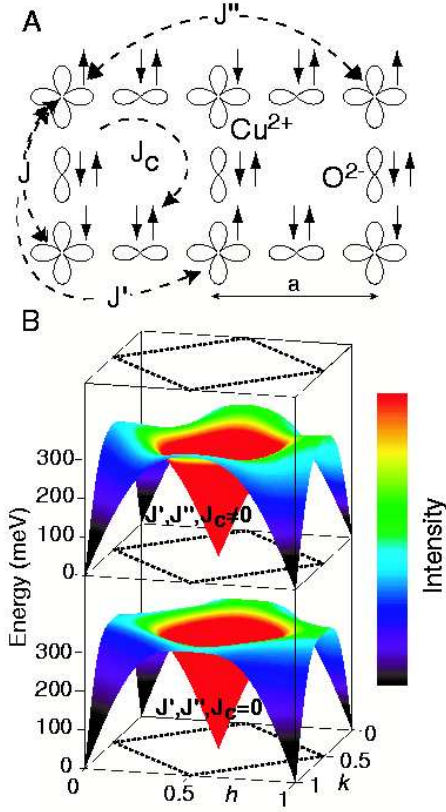 A
J''
Cu2+
J
Jc
O2-
J'
a
B
300
200
100
0
J',J'',Jc≠0
Energy (meV)
Intensity
300
200
100
0
J',J'',Jc=0
0
0.5
0.5
h
1
1
k